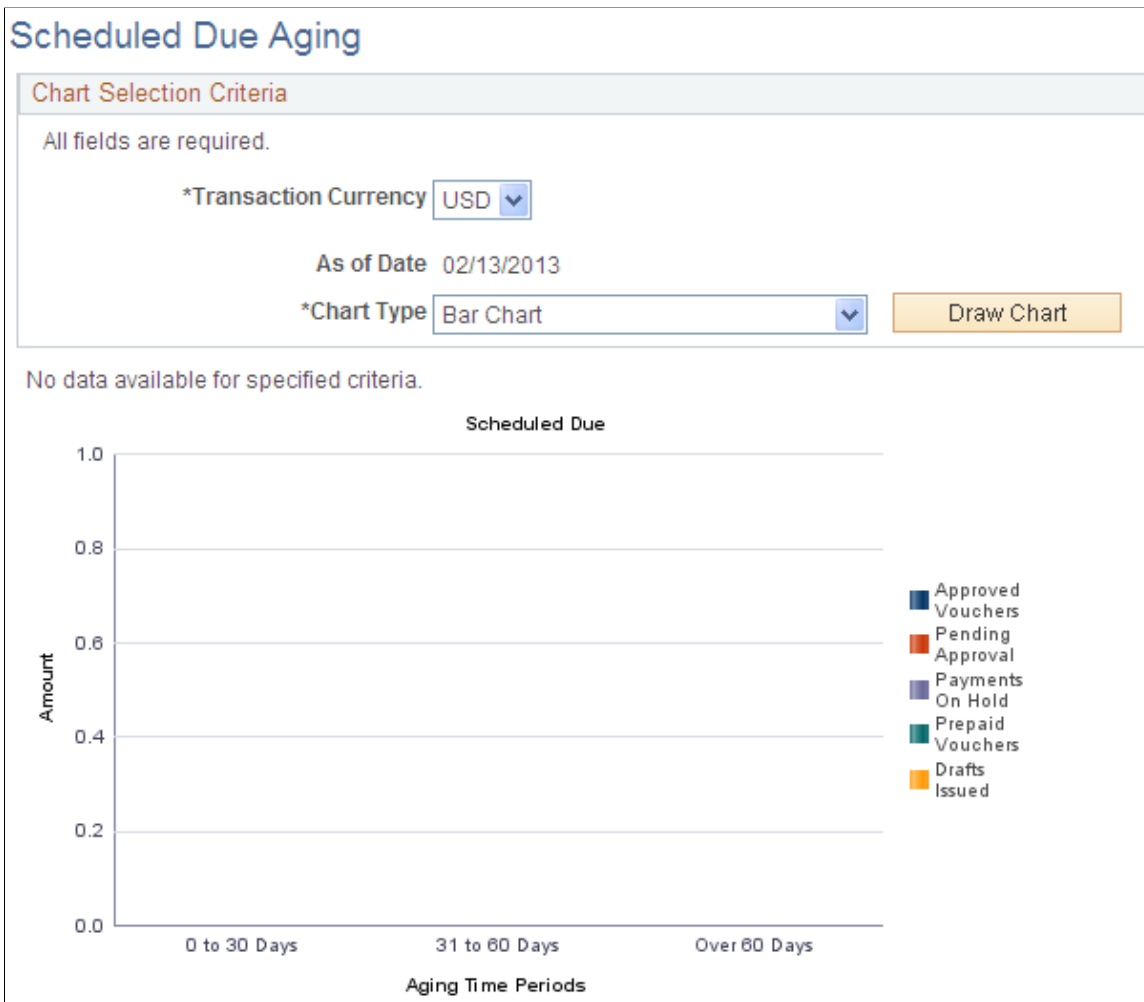 Scheduled Due Aging
Chart Selection Criteria
All fields are required.
*Transaction Currency USD
As of Date 02/13/2013
*Chart Type Bar Chart Draw Chart
No data available for specified criteria.
Scheduled Due
1.0
0.8
0.6
0.4
0.2
0.0
Amount
0 to 30 Days 31 to 60 Days Over 60 Days
Aging Time Periods
Approved
Vouchers
Pending
Approval
Payments
On Hold
Prepaid
Vouchers
Drafts
Issued